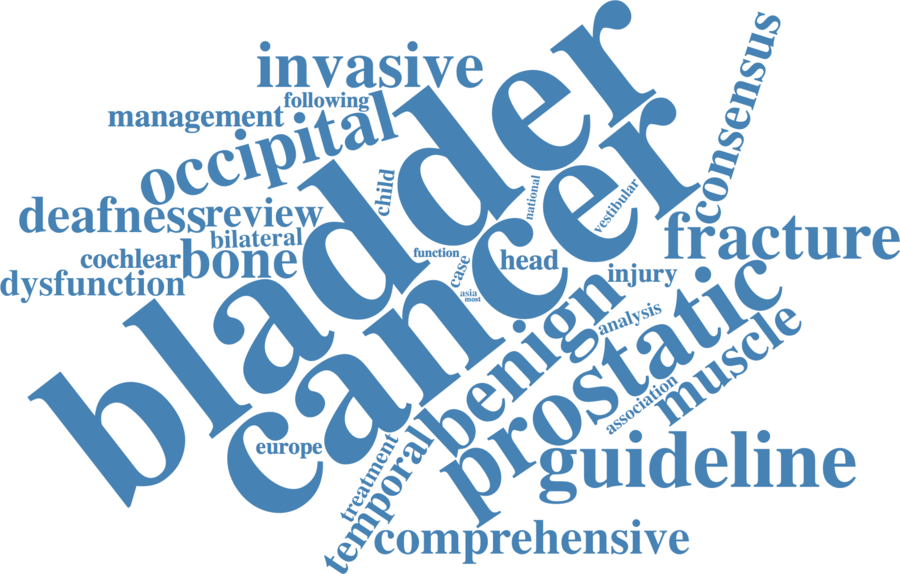 bladder
cancer
invasive
following
management
occipital
consensus
child
national
vestibular
deafness
review
bilateral
fracture
cochlear
bone
function
case
head
injury
dysfunction
asia
most
benign
prostatic
analysis
muscle
association
europe
treatment
temporal
guideline
comprehensive